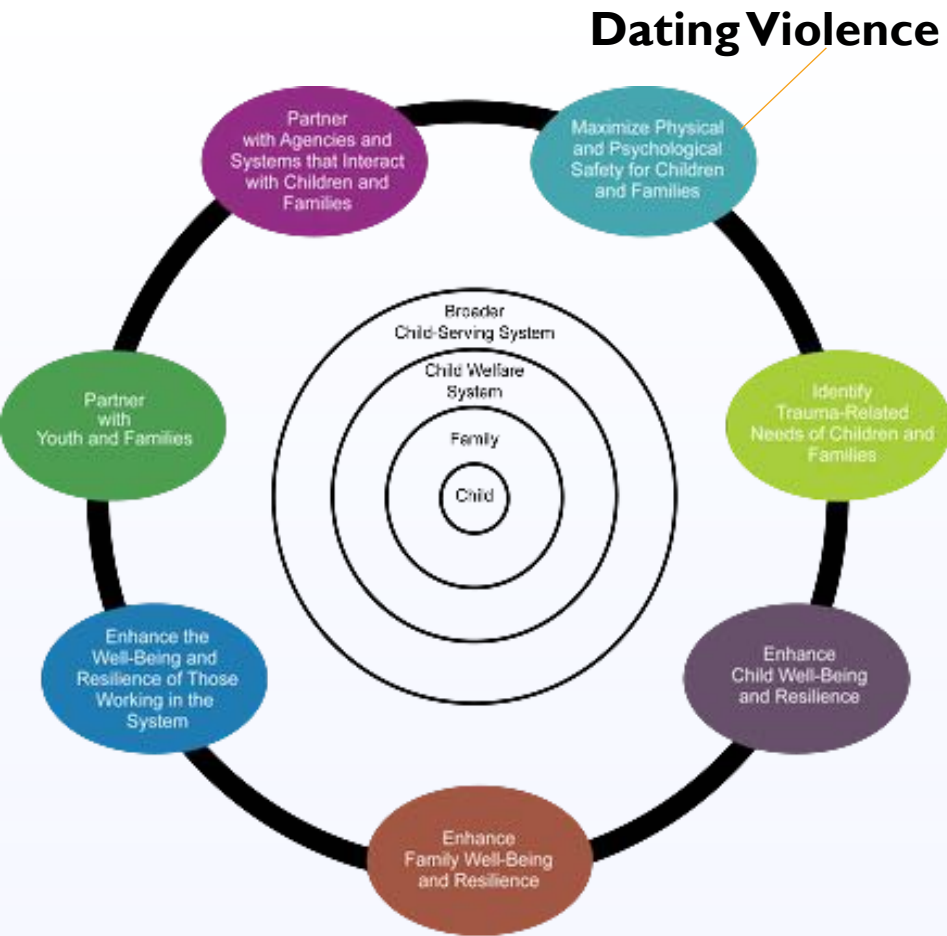 Dating Violence
Partner
with Agencies and
Systems that Interact
with Children and
Families
Maximize Physical
and Psychological
Safety for Children
and Families
Identify
Trauma-Related
Needs of Children and
Families
Enhance
Child Well-Being
and Resilience
Enhance
Family Well-Being
and Resilience
Enhance the
Well-Being and
Resilience of Those
Working in the
System
Partner
with
Youth and Families
Broader
Child-Serving System
Child Welfare
System
Family
Child